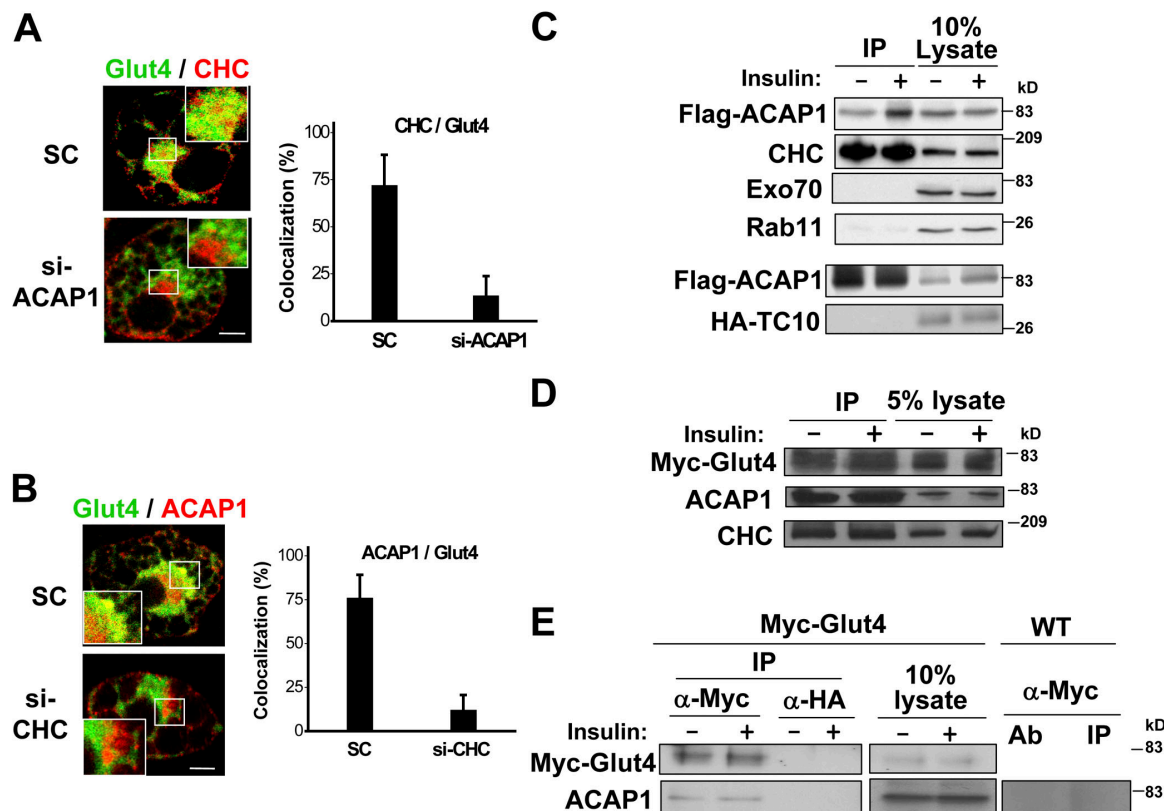 A
Glut4 / CHC
SC
si-
ACAP1
CHC / Glut4
Colocalization (%)
100
75
50
25
0
SC si-ACAP1
B
Glut4 / ACAP1
SC
si-
CHC
ACAP1 / Glut4
Colocalization (%)
100
75
50
25
0
SC si-CHC
C
IP 10% Lysate
Insulin: – + – + kD
Flag-ACAP1 –83
CHC –209
Exo70 –83
Rab11 –26
Flag-ACAP1 –83
HA-TC10 –26
D
IP 5% lysate
Insulin: – + – + kD
Myc-Glut4 –83
ACAP1 –83
CHC –209
E
Myc-Glut4 WT
IP
α-Myc α-HA 10% lysate α-Myc
Insulin: – + – + – + Ab IP kD
Myc-Glut4 –83
ACAP1 83–